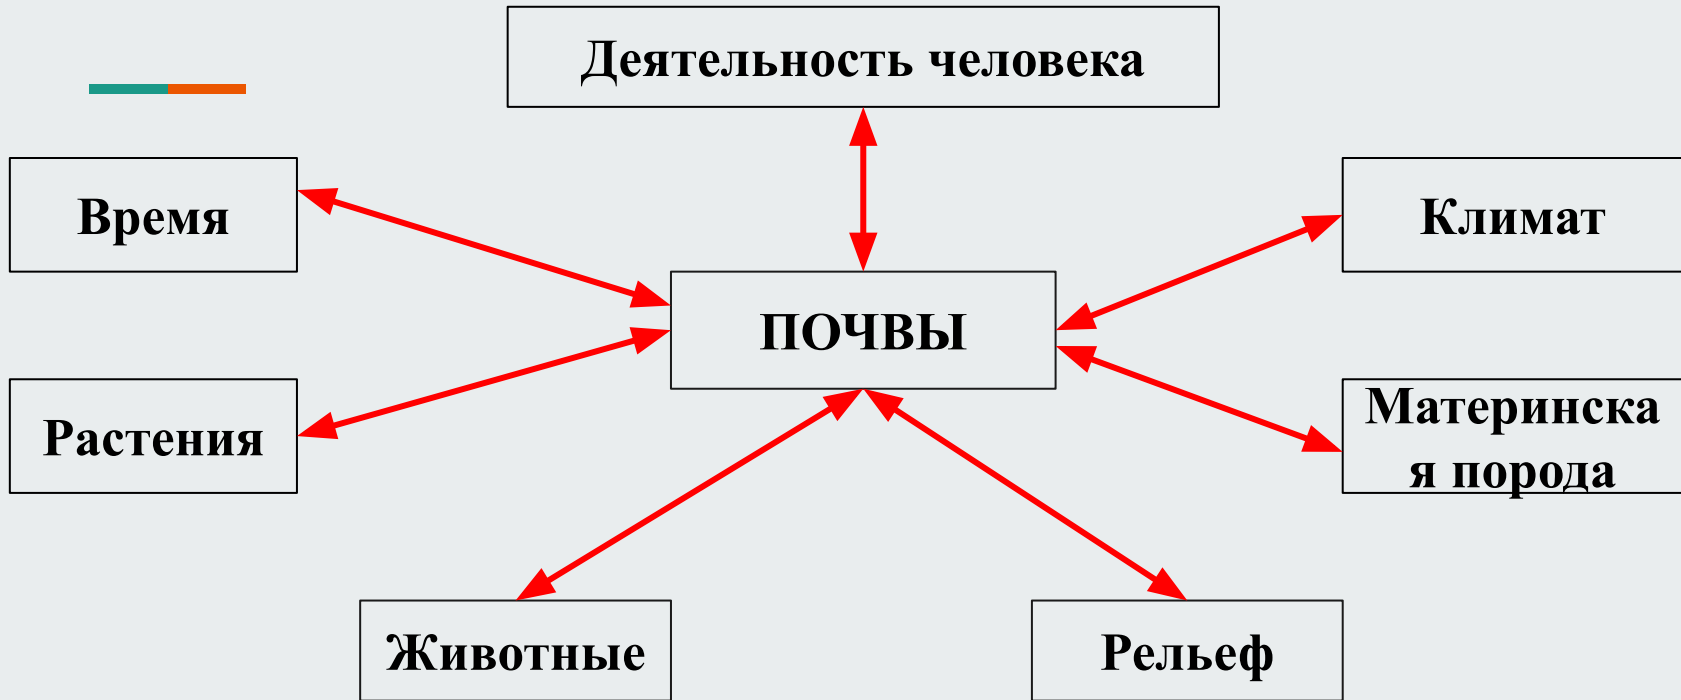 Деятельность человека
Время
Климат
ПОЧВЫ
Растения
Материнска
я порода
Животные
Рельеф